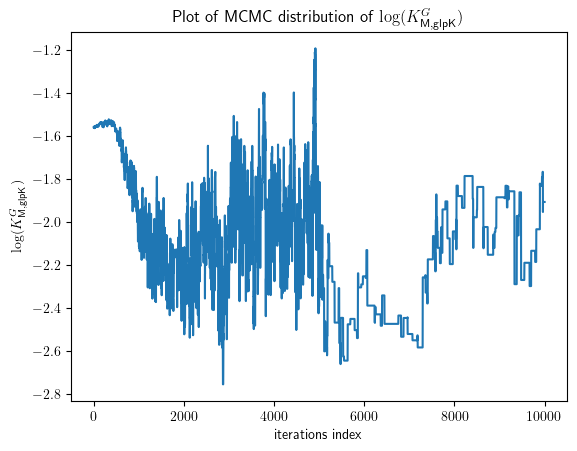 Plot of MCMC distribution of log(K^G_M,glpK)
−1.2
−1.4
−1.6
−1.8
−2.0
−2.2
−2.4
−2.6
−2.8
log(K^G_M,glpK)
0 2000 4000 6000 8000 10000
iterations index